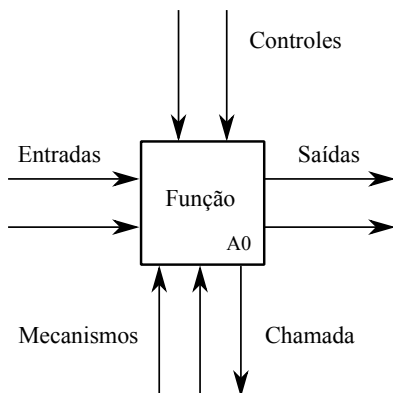 Controles
Entradas
Saídas
Função
A0
Mecanismos
Chamada